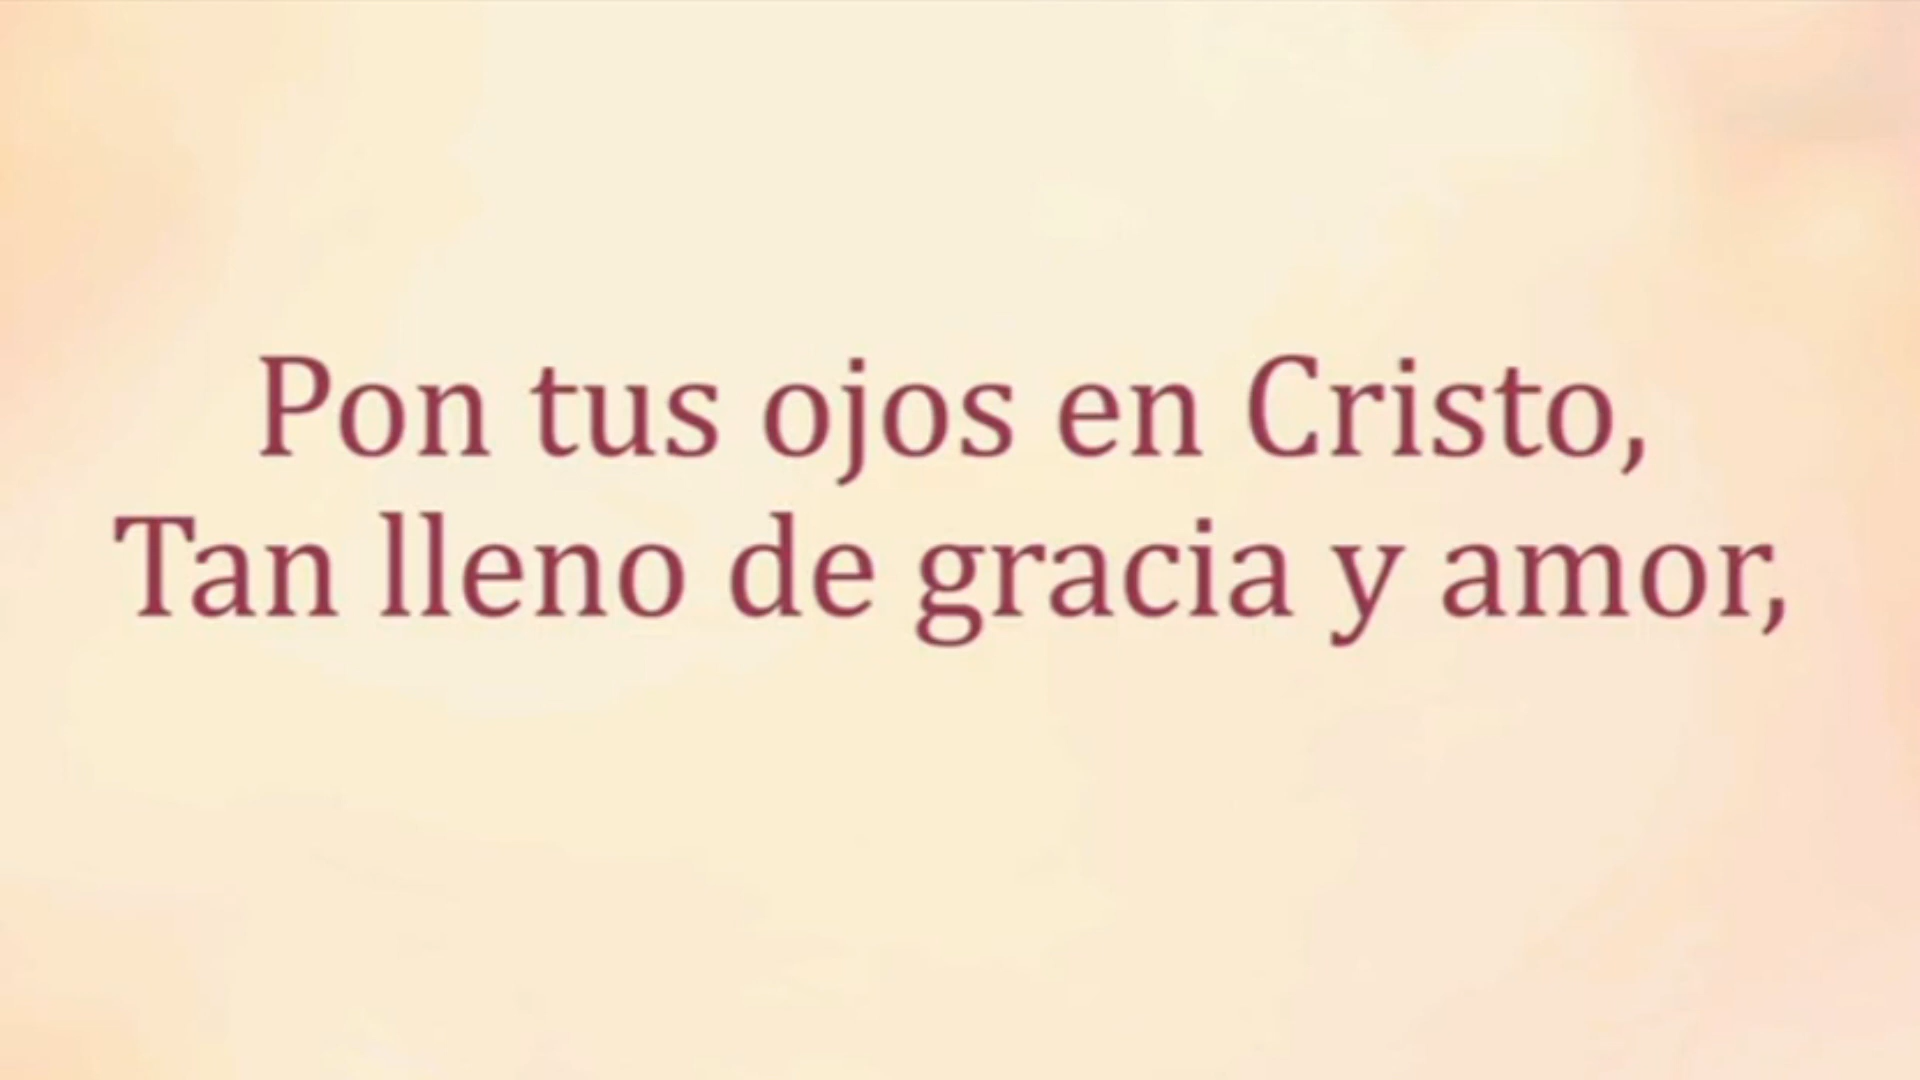 Pon tus ojos en Cristo,
Tan lleno de gracia y amor,